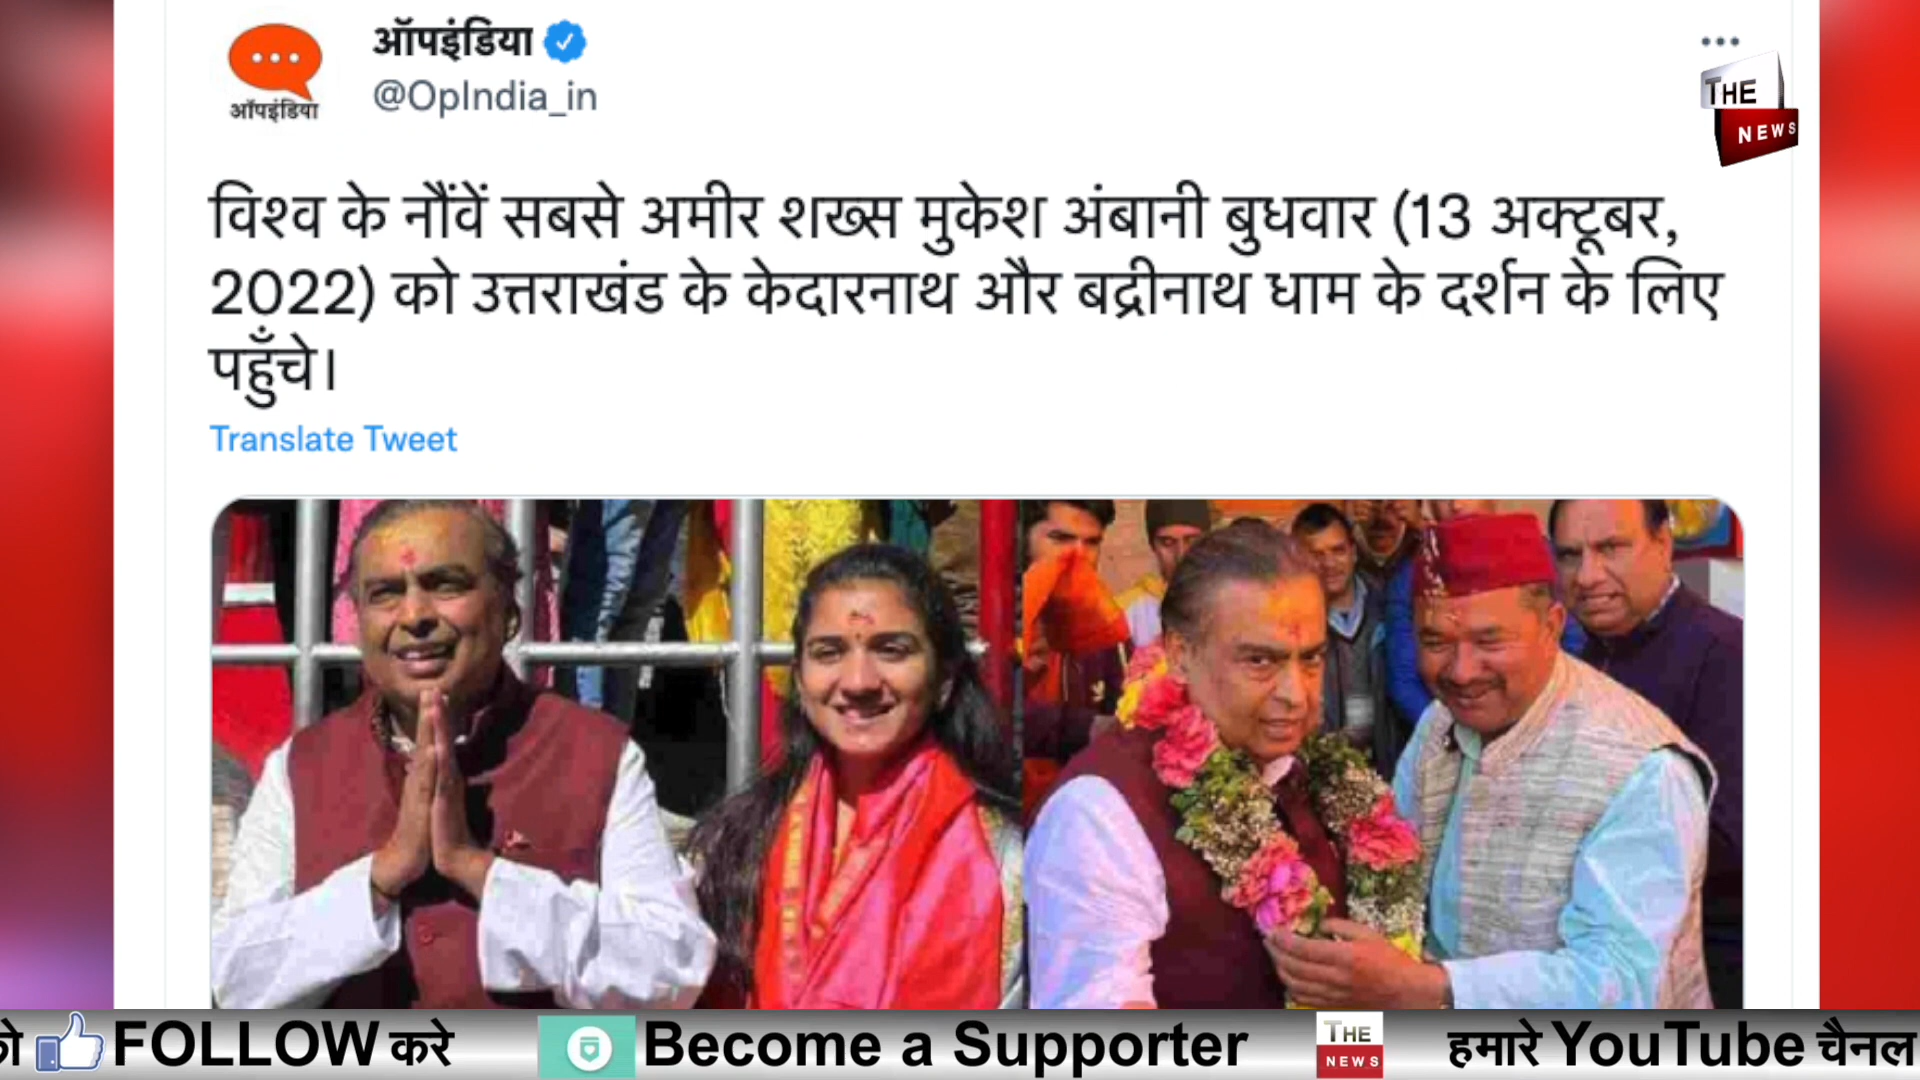 ऑपइंडिया
@OpIndia_in
ऑपइंडिया
THE
NEWS
विश्व के नौंवें सबसे अमीर शख्स मुकेश अंबानी बुधवार (13 अक्टूबर,
2022) को उत्तराखंड के केदारनाथ और बद्रीनाथ धाम के दर्शन के लिए
पहुँचे।
Translate Tweet
FOLLOW करे Become a Supporter THE NEWS हमारे YouTube चैनल